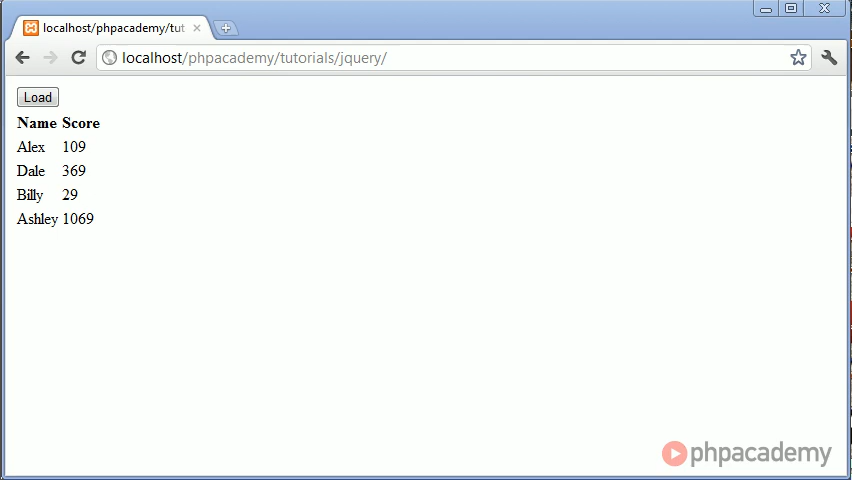 localhost/phpacademy/tut
localhost/phpacademy/tutorials/jquery/
Load
Name Score
Alex 109
Dale 369
Billy 29
Ashley 1069
phpacademy